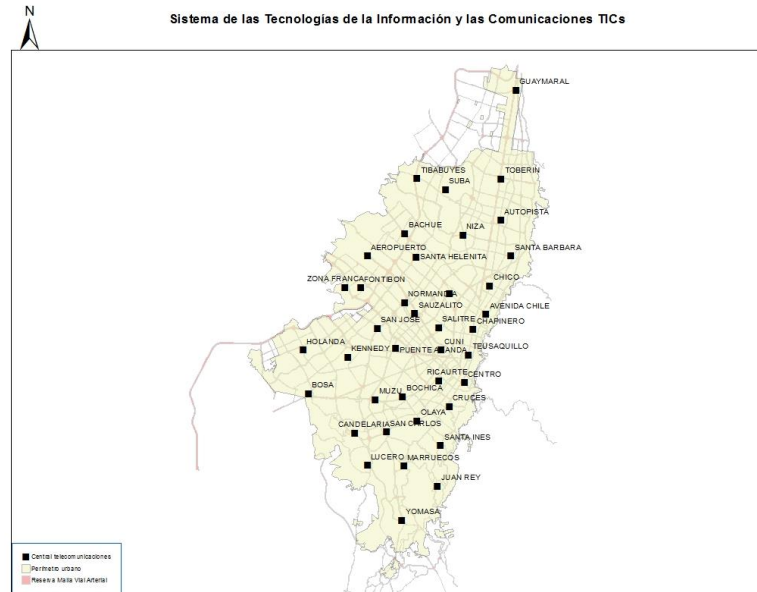 N
Sistema de las Tecnologías de la Información y las Comunicaciones TICs
GUAYMARAL
TIBABUYES
TOBERIN
SUBA
AUTOPISTA
BACHUE
NIZA
AEROPUERTO
SANTA HELENITA
SANTA BARBARA
ZONA FRANCA
FONTIBON
CHICO
NORMANDIA
SAUZALITO
AVENIDA CHILE
SAN JOSE
SALITRE
CHAPINERO
HOLANDA
KENNEDY
PUENTE ARANDA
CUNI
TEUSAQUILLO
BOSA
RICAURTE
CENTRO
MUZU
BOCHICA
CRUCES
OLAYA
CANDELARIA
SAN CARLOS
SANTA INES
LUCERO
MARRUECOS
JUAN REY
YOMASA
Central telecomunicaciones
Perímetro urbano
Reserva Malla Vial Arterial